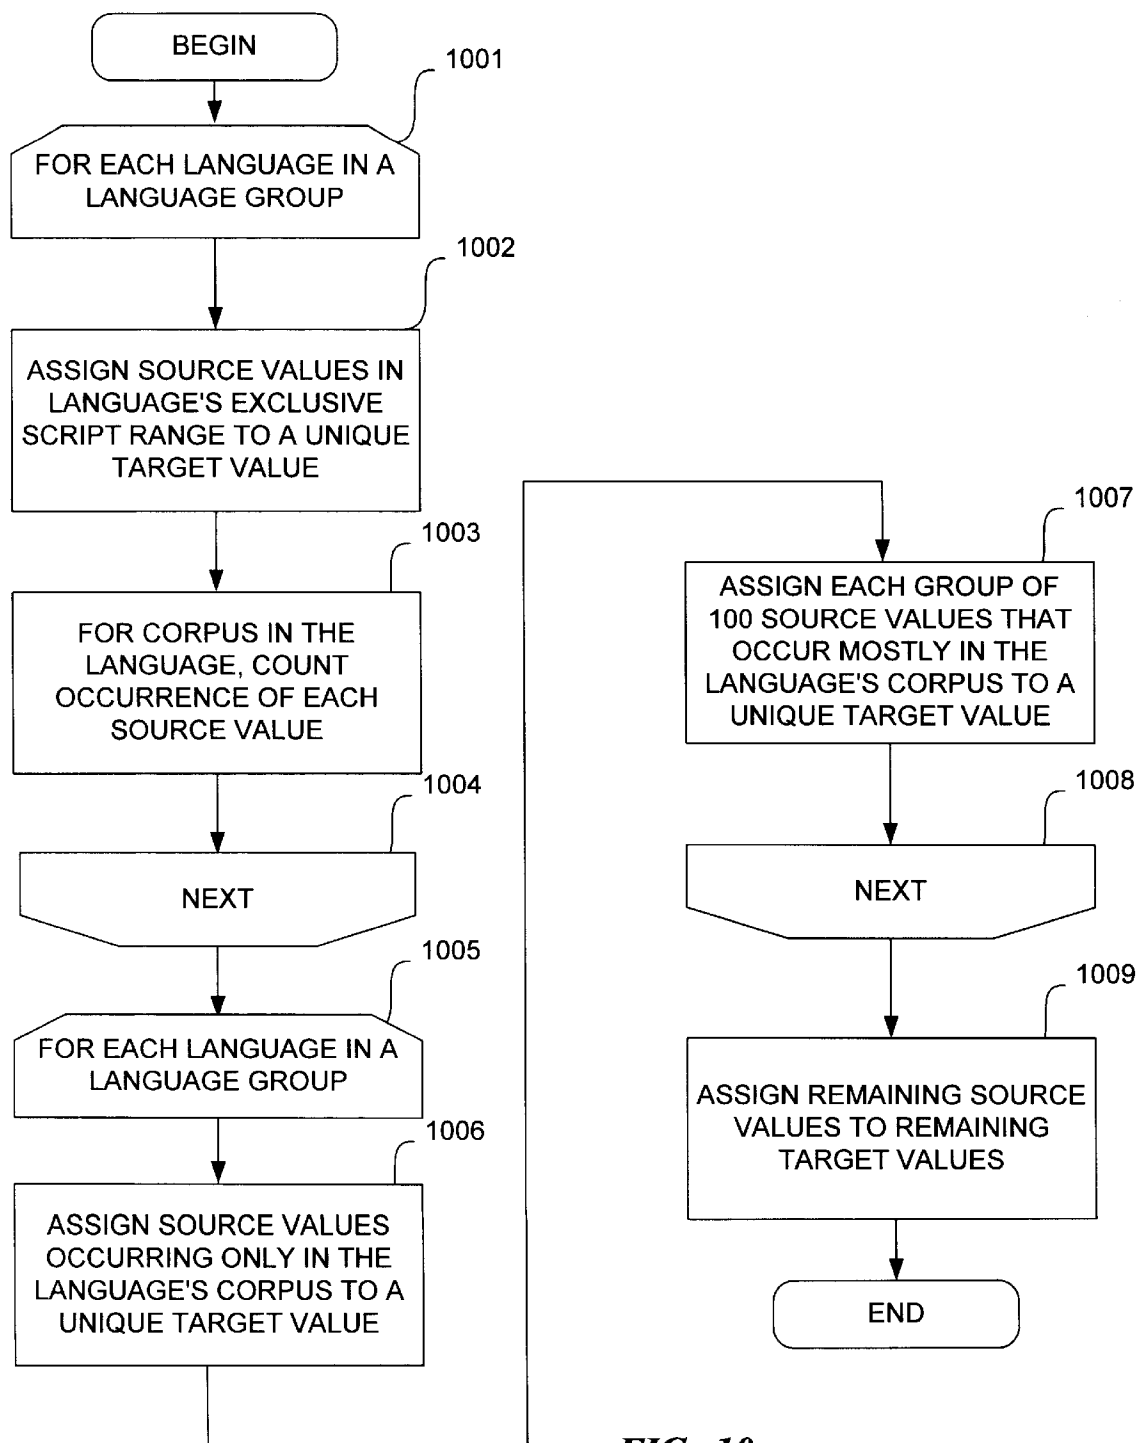 BEGIN
1001
FOR EACH LANGUAGE IN A
LANGUAGE GROUP
1002
ASSIGN SOURCE VALUES IN
LANGUAGE'S EXCLUSIVE
SCRIPT RANGE TO A UNIQUE
TARGET VALUE
1003
FOR CORPUS IN THE
LANGUAGE, COUNT
OCCURRENCE OF EACH
SOURCE VALUE
1004
NEXT
1005
FOR EACH LANGUAGE IN A
LANGUAGE GROUP
1006
ASSIGN SOURCE VALUES
OCCURRING ONLY IN THE
LANGUAGE'S CORPUS TO A
UNIQUE TARGET VALUE
1007
ASSIGN EACH GROUP OF
100 SOURCE VALUES THAT
OCCUR MOSTLY IN THE
LANGUAGE'S CORPUS TO A
UNIQUE TARGET VALUE
1008
NEXT
1009
ASSIGN REMAINING SOURCE
VALUES TO REMAINING
TARGET VALUES
END
FIG. 10